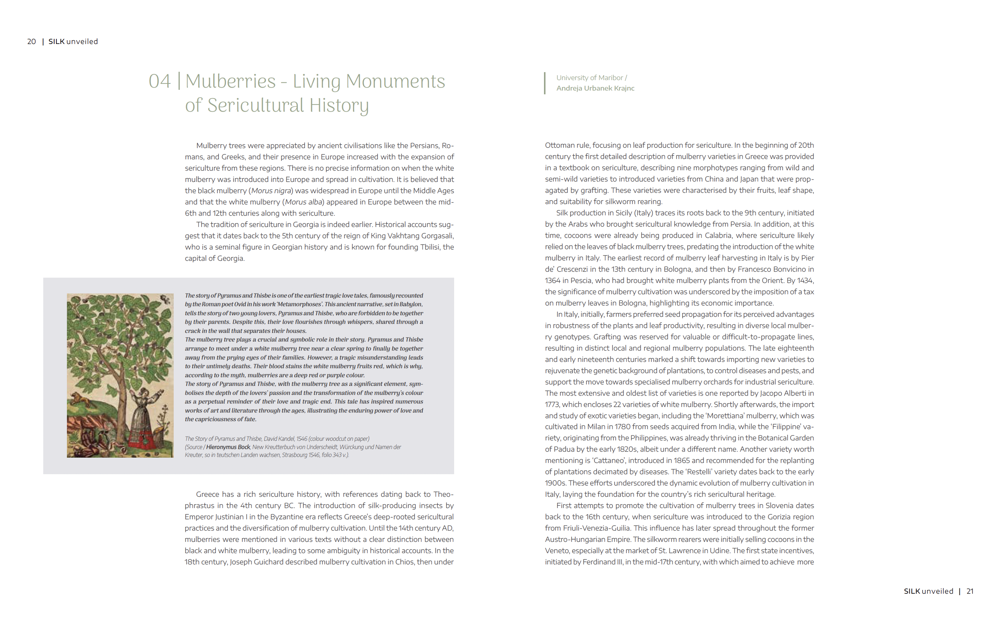 20 | SILK unveiled
04 | Mulberries - Living Monuments
of Sericultural History
Mulberry trees were appreciated by ancient civilisations like the Persians, Ro-
mans, and Greeks, and their presence in Europe increased with the expansion of
sericulture from these regions. There is no precise information on when the white
mulberry was introduced into Europe and spread in cultivation. It is believed that
the black mulberry (Morus nigra) was widespread in Europe until the Middle Ages
and that the white mulberry (Morus alba) appeared in Europe between the mid-
6th and 12th centuries along with sericulture.
The tradition of sericulture in Georgia is indeed earlier. Historical accounts sug-
gest that it dates back to the 5th century of the reign of King Vakhtang Gorgasali,
who is a seminal figure in Georgian history and is known for founding Tbilisi, the
capital of Georgia.
The story of Pyramus and Thisbe is one of the earliest tragic love tales, famously recounted
by the Roman poet Ovid in his work ‘Metamorphoses’. This ancient narrative, set in Babylon,
tells the story of two young lovers, Pyramus and Thisbe, who are forbidden to be together
by their parents. Despite this, their love flourishes through whispers, shared through a
crack in the wall that separates their houses.
The mulberry tree plays a crucial and symbolic role in their story. Pyramus and Thisbe
arrange to meet under a white mulberry tree near a clear spring to finally be together
away from the prying eyes of their families. However, a tragic misunderstanding leads
to their untimely deaths. Their blood stains the white mulberry fruits red, which is why,
according to the myth, mulberries are a deep red or purple colour.
The story of Pyramus and Thisbe, with the mulberry tree as a significant element, sym-
bolises the depth of the lovers’ passion and the transformation of the mulberry’s colour
as a perpetual reminder of their love and tragic end. This tale has inspired numerous
works of art and literature through the ages, illustrating the enduring power of love and
the capriciousness of fate.
The Story of Pyramus and Thisbe, David Kandel, 1546 (colour woodcut on paper)
(Source / Hieronymus Bock, New Kreutterbuch von Underscheidt, Würckung und Namen der
Kreuter, so in teutschen Landen wachsen, Strasbourg 1546, folio 343 v.).
Greece has a rich sericulture history, with references dating back to Theo-
phrastus in the 4th century BC. The introduction of silk-producing insects by
Emperor Justinian I in the Byzantine era reflects Greece’s deep-rooted sericultural
practices and the diversification of mulberry cultivation. Until the 14th century AD,
mulberries were mentioned in various texts without a clear distinction between
black and white mulberry, leading to some ambiguity in historical accounts. In the
18th century, Joseph Guichard described mulberry cultivation in Chios, then under
University of Maribor /
Andreja Urbanek Krajnc
Ottoman rule, focusing on leaf production for sericulture. In the beginning of 20th
century the first detailed description of mulberry varieties in Greece was provided
in a textbook on sericulture, describing nine morphotypes ranging from wild and
semi-wild varieties to introduced varieties from China and Japan that were prop-
agated by grafting. These varieties were characterised by their fruits, leaf shape,
and suitability for silkworm rearing.
Silk production in Sicily (Italy) traces its roots back to the 9th century, initiated
by the Arabs who brought sericultural knowledge from Persia. In addition, at this
time, cocoons were already being produced in Calabria, where sericulture likely
relied on the leaves of black mulberry trees, predating the introduction of the white
mulberry in Italy. The earliest record of mulberry leaf harvesting in Italy is by Pier
de’ Crescenzi in the 13th century in Bologna, and then by Francesco Bonvicino in
1364 in Pescia, who had brought white mulberry plants from the Orient. By 1434,
the significance of mulberry cultivation was underscored by the imposition of a tax
on mulberry leaves in Bologna, highlighting its economic importance.
In Italy, initially, farmers preferred seed propagation for its perceived advantages
in robustness of the plants and leaf productivity, resulting in diverse local mulber-
ry genotypes. Grafting was reserved for valuable or difficult-to-propagate lines,
resulting in distinct local and regional mulberry populations. The late eighteenth
and early nineteenth centuries marked a shift towards importing new varieties to
rejuvenate the genetic background of plantations, to control diseases and pests, and
support the move towards specialised mulberry orchards for industrial sericulture.
The most extensive and oldest list of varieties is one reported by Jacopo Alberti in
1773, which encloses 22 varieties of white mulberry. Shortly afterwards, the import
and study of exotic varieties began, including the ‘Morettiana’ mulberry, which was
cultivated in Milan in 1780 from seeds acquired from India, while the ‘Filippine’ va-
riety, originating from the Philippines, was already thriving in the Botanical Garden
of Padua by the early 1820s, albeit under a different name. Another variety worth
mentioning is ‘Cattaneo’, introduced in 1865 and recommended for the replanting
of plantations decimated by diseases. The ‘Restelli’ variety dates back to the early
1900s. These efforts underscored the dynamic evolution of mulberry cultivation in
Italy, laying the foundation for the country’s rich sericultural heritage.
First attempts to promote the cultivation of mulberry trees in Slovenia dates
back to the 16th century, when sericulture was introduced to the Gorizia region
from Friuli-Venezia-Guilia. This influence has later spread throughout the former
Austro-Hungarian Empire. The silkworm rearers were initially selling cocoons in the
Veneto, especially at the market of St. Lawrence in Udine. The first state incentives,
initiated by Ferdinand III, in the mid-17th century, with which aimed to achieve more
SILK unveiled | 21